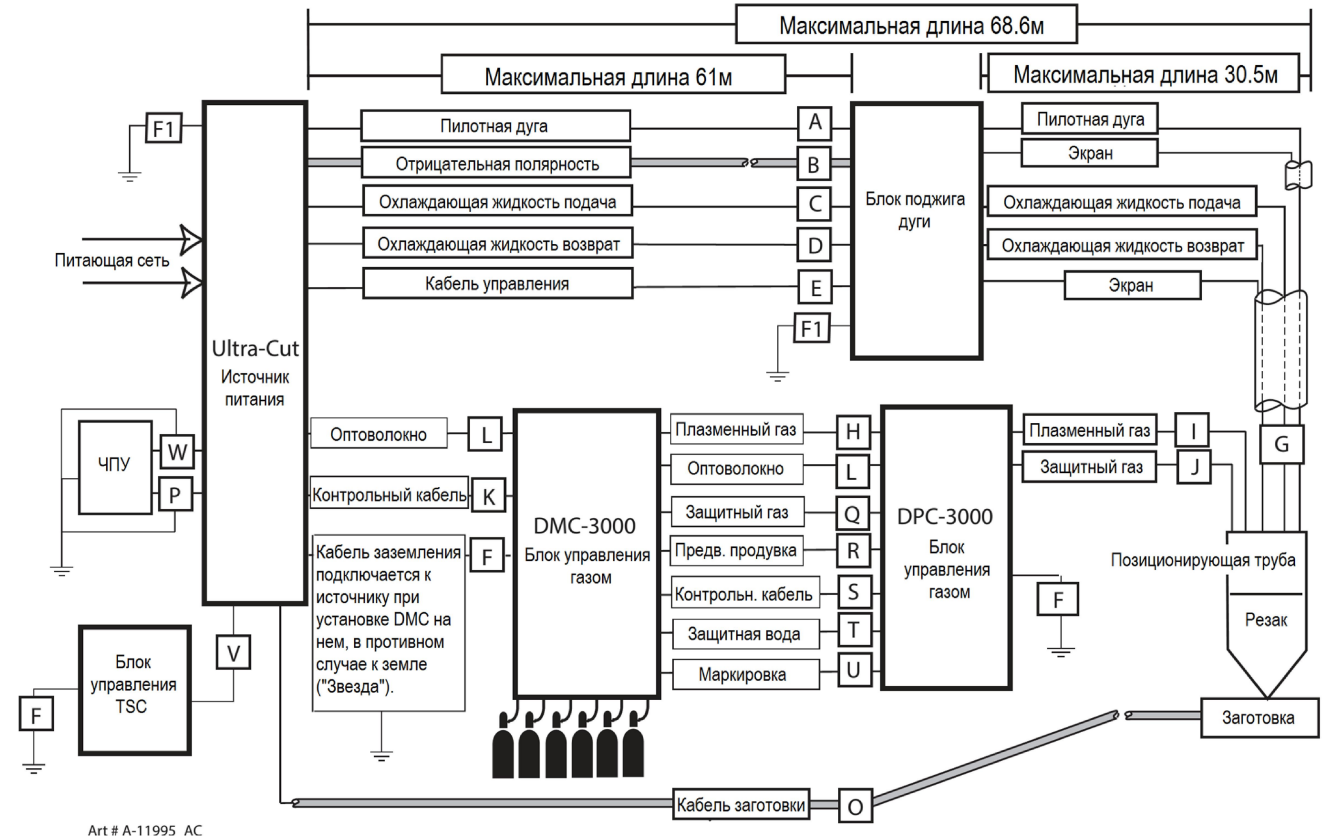 Максимальная длина 68.6м
Максимальная длина 61м
Максимальная длина 30.5м
F1
Пилотная дуга
A
Пилотная дуга
Отрицательная полярность
B
Экран
Охлаждающая жидкость подача
C
Блок поджига
дуги
Охлаждающая жидкость подача
Питающая сеть
Охлаждающая жидкость возврат
D
Охлаждающая жидкость возврат
Кабель управления
E
Экран
F1
Ultra-Cut
Источник
питания
ЧПУ
W
P
Оптоволокно
L
Контрольный кабель
K
Кабель заземления
подключается к
источнику при
установке DMC на
нем, в противном
случае к земле
("Звезда").
F
DMC-3000
Блок управления
газом
Плазменный газ
H
Оптоволокно
L
Защитный газ
Q
Предв. продувка
R
Контрольн. кабель
S
Защитная вода
T
Маркировка
U
DPC-3000
Блок
управления
газом
Плазменный газ
I
Защитный газ
J
G
F
Позиционирующая труба
Резак
Заготовка
Блок
управления
TSC
V
F
Кабель заготовки
O
Art # A-11995_AC